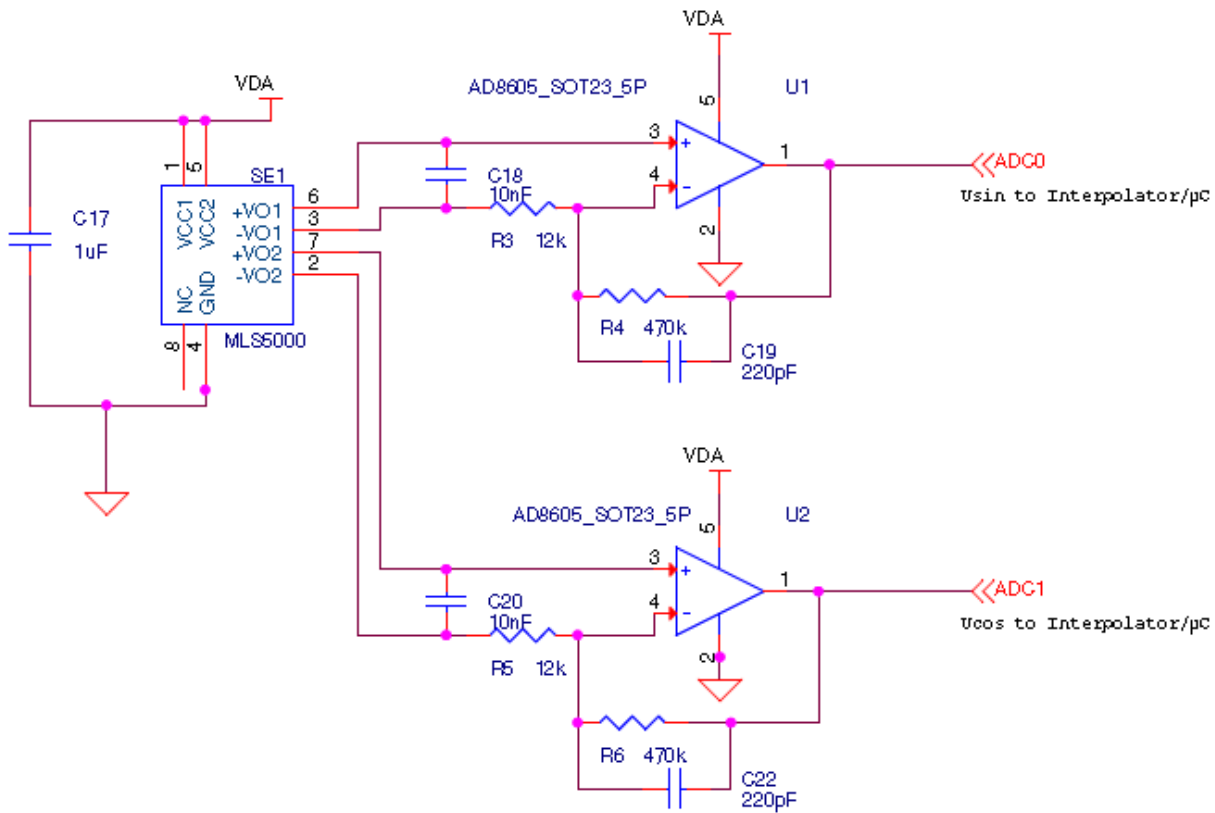 VDA
AD8605_SOT23_5P
U1
VDA
5
3
+
1
ADC0
Usin to Interpolator/µC
4
-
2
1
5
SE1
VCC1
VCC2
+VO1
6
-VO1
3
+VO2
7
-VO2
2
NC
GND
8
4
MLS5000
C17
1uF
C18
10nF
R3
12k
R4
470k
C19
220pF
VDA
AD8605_SOT23_5P
U2
5
3
+
1
ADC1
Ucos to Interpolator/µC
4
-
2
C20
10nF
R5
12k
R6
470k
C22
220pF